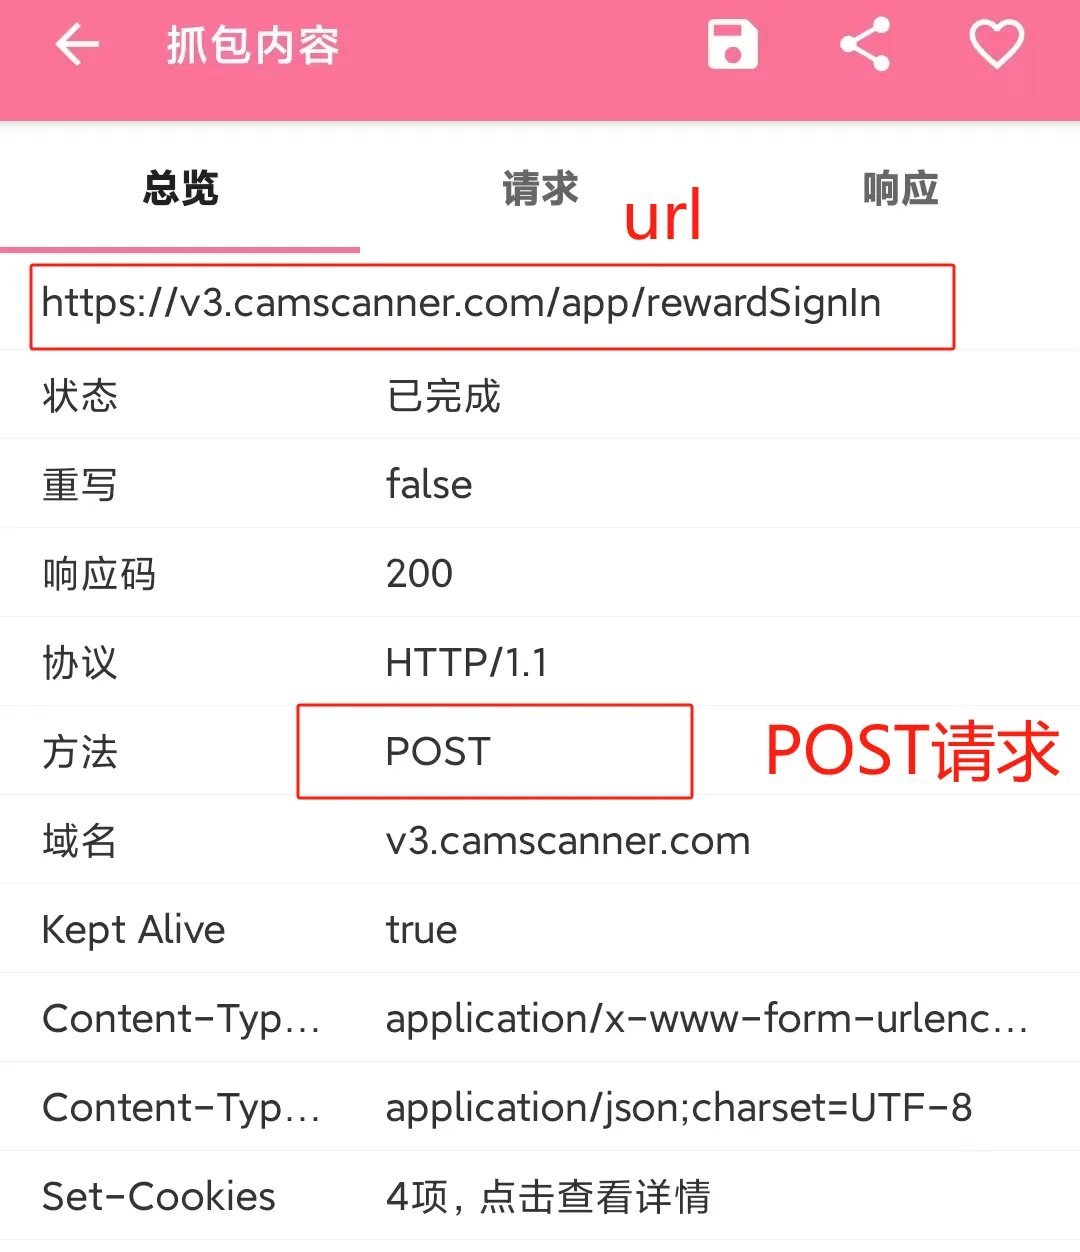 抓包内容
总览 请求 响应
url
https://v3.camscanner.com/app/rewardSignIn
状态 已完成
重写 false
响应码 200
协议 HTTP/1.1
方法 POST POST请求
域名 v3.camscanner.com
Kept Alive true
Content-Typ... application/x-www-form-urlenc...
Content-Typ... application/json;charset=UTF-8
Set-Cookies 4项，点击查看详情